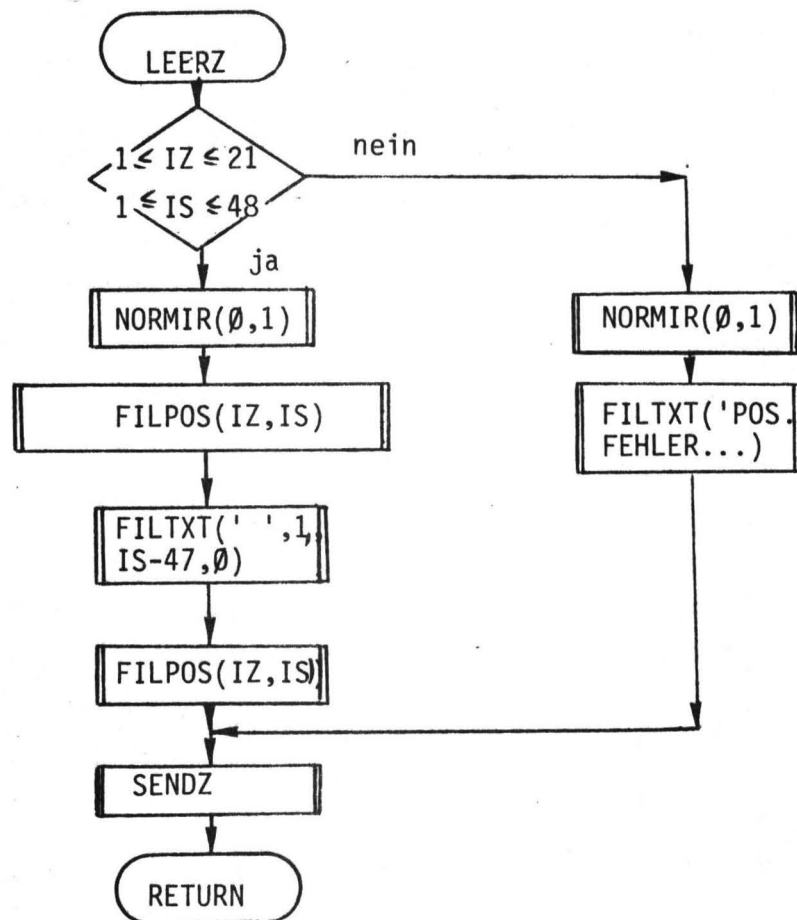 LEERZ
1 ≤ IZ ≤ 21
1 ≤ IS ≤ 48
nein
ja
NORMIR(Ø,1)
FILPOS(IZ,IS)
FILTXT(' ',1,
IS-47,Ø)
FILPOS(IZ,IS)
NORMIR(Ø,1)
FILTXT('POS.
FEHLER...)
SENDZ
RETURN